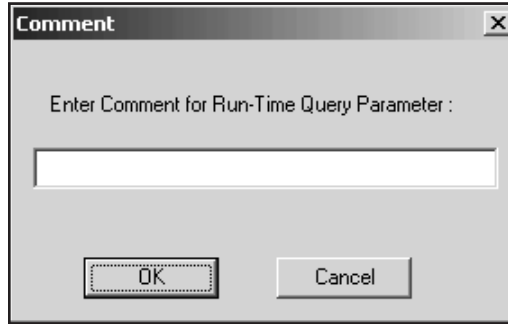 Comment
Enter Comment for Run-Time Query Parameter :
OK
Cancel